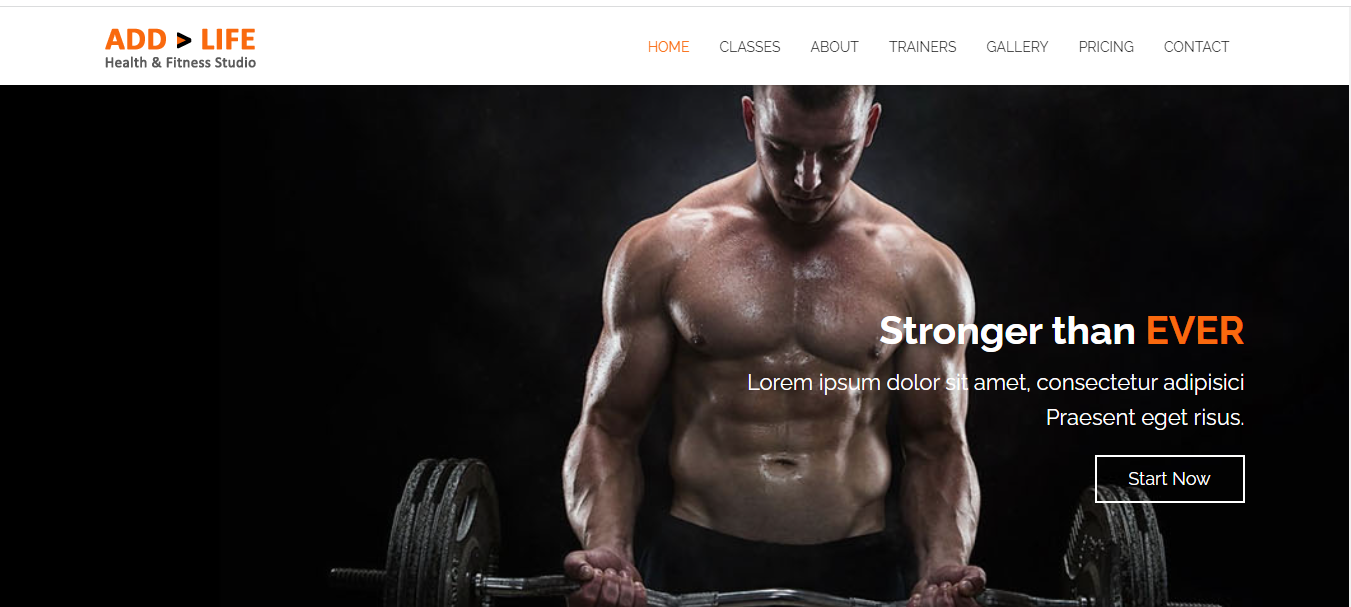 ADD > LIFE
Health & Fitness Studio
HOME CLASSES ABOUT TRAINERS GALLERY PRICING CONTACT
Stronger than EVER
Lorem ipsum dolor sit amet, consectetur adipisici
Praesent eget risus.
Start Now